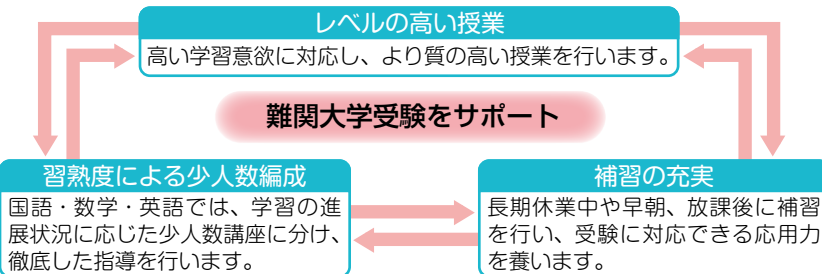 レベルの高い授業
高い学習意欲に対応し、より質の高い授業を行います。
難関大学受験をサポート
習熟度による少人数編成
国語・数学・英語では、学習の進
展状況に応じた少人数講座に分け、
徹底した指導を行います。
補習の充実
長期休業中や早朝、放課後に補習
を行い、受験に対応できる応用力
を養います。